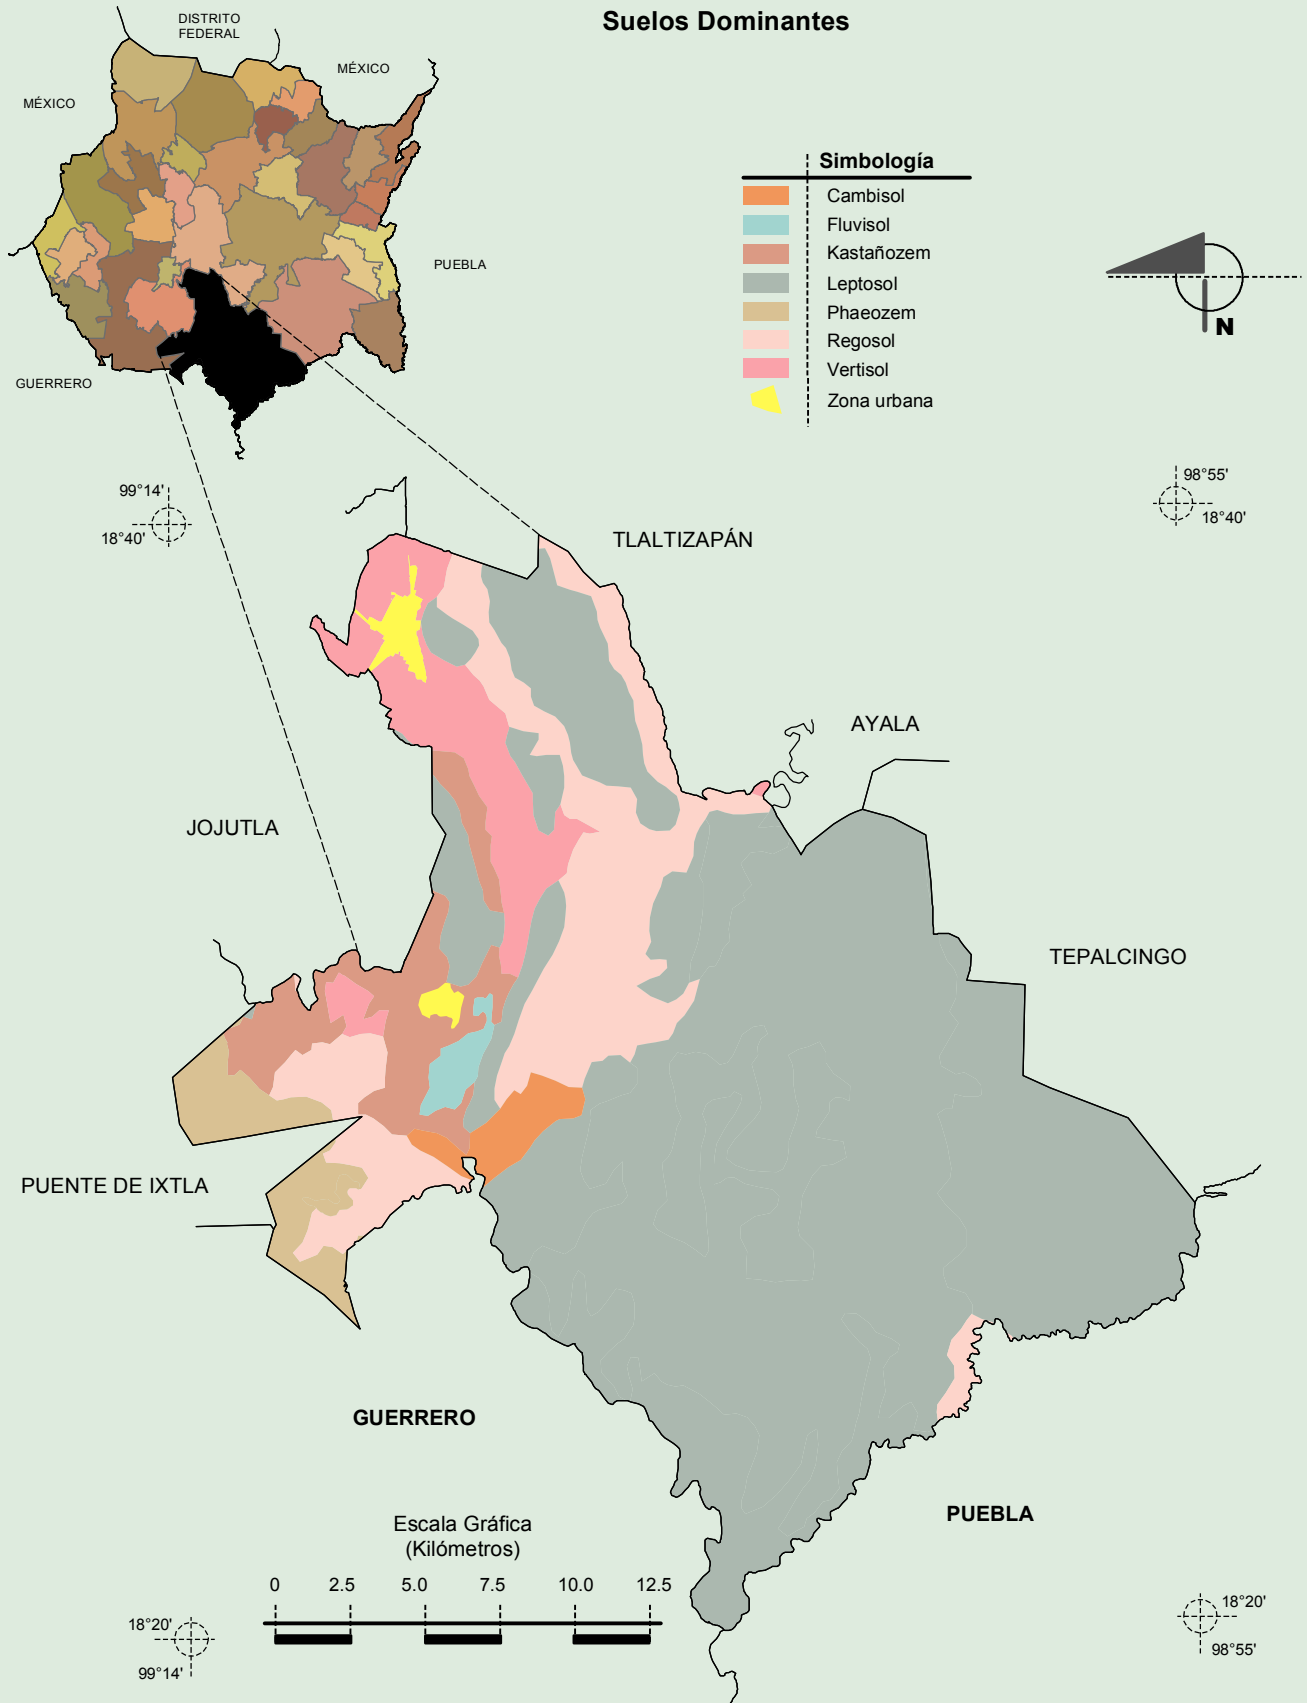 Suelos Dominantes
DISTRITO
FEDERAL
MÉXICO
MÉXICO
PUEBLA
GUERRERO
Simbología
Cambisol
Fluvisol
Kastañozem
Leptosol
Phaeozem
Regosol
Vertisol
Zona urbana
N
99°14'
18°40'
98°55'
18°40'
TLALTIZAPÁN
AYALA
JOJUTLA
TEPALCINGO
PUENTE DE IXTLA
GUERRERO
PUEBLA
Escala Gráfica
(Kilómetros)
0 2.5 5.0 7.5 10.0 12.5
18°20'
99°14'
18°20'
98°55'